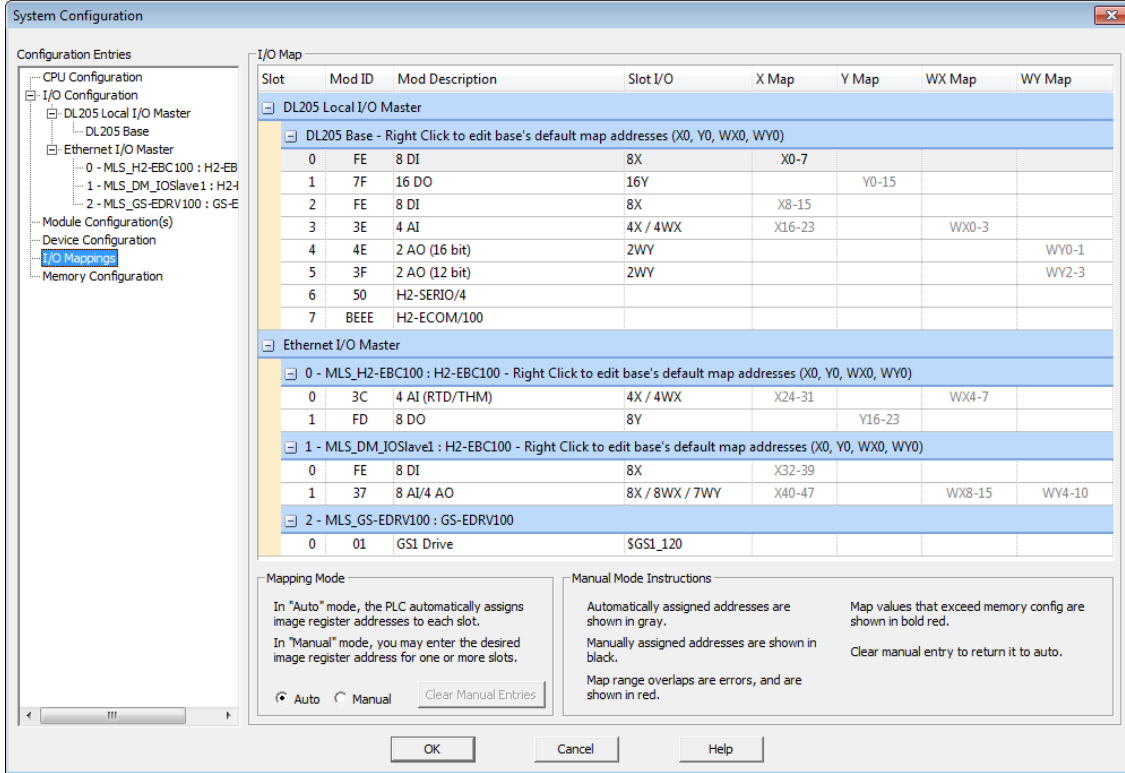 System Configuration
Configuration Entries
CPU Configuration
I/O Configuration
DL205 Local I/O Master
DL205 Base
Ethernet I/O Master
0 - MLS_H2-EBC100 : H2-EB
1 - MLS_DM_IOSlave1 : H2-E
2 - MLS_GS-EDRV100 : GS-E
Module Configuration(s)
Device Configuration
I/O Mappings
Memory Configuration
I/O Map
Slot Mod ID Mod Description Slot I/O X Map Y Map WX Map WY Map
DL205 Local I/O Master
DL205 Base - Right Click to edit base's default map addresses (X0, Y0, WX0, WY0)
0 FE 8 DI 8X X0-7
1 7F 16 DO 16Y Y0-15
2 FE 8 DI 8X X8-15
3 3E 4 AI 4X / 4WX X16-23 WX0-3
4 4E 2 AO (16 bit) 2WY WY0-1
5 3F 2 AO (12 bit) 2WY WY2-3
6 50 H2-SERIO/4
7 BEEE H2-ECOM/100
Ethernet I/O Master
0 - MLS_H2-EBC100 : H2-EBC100 - Right Click to edit base's default map addresses (X0, Y0, WX0, WY0)
0 3C 4 AI (RTD/THM) 4X / 4WX X24-31 WX4-7
1 FD 8 DO 8Y Y16-23
1 - MLS_DM_IOSlave1 : H2-EBC100 - Right Click to edit base's default map addresses (X0, Y0, WX0, WY0)
0 FE 8 DI 8X X32-39
1 37 8 AI/4 AO 8X / 8WX / 7WY X40-47 WX8-15 WY4-10
2 - MLS_GS-EDRV100 : GS-EDRV100
0 01 GS1 Drive $GS1_120
Mapping Mode
In "Auto" mode, the PLC automatically assigns
image register addresses to each slot.
In "Manual" mode, you may enter the desired
image register address for one or more slots.
Auto Manual Clear Manual Entries
Manual Mode Instructions
Automatically assigned addresses are
shown in gray.
Manually assigned addresses are shown in
black.
Map range overlaps are errors, and are
shown in red.
Map values that exceed memory config are
shown in bold red.
Clear manual entry to return it to auto.
OK Cancel Help